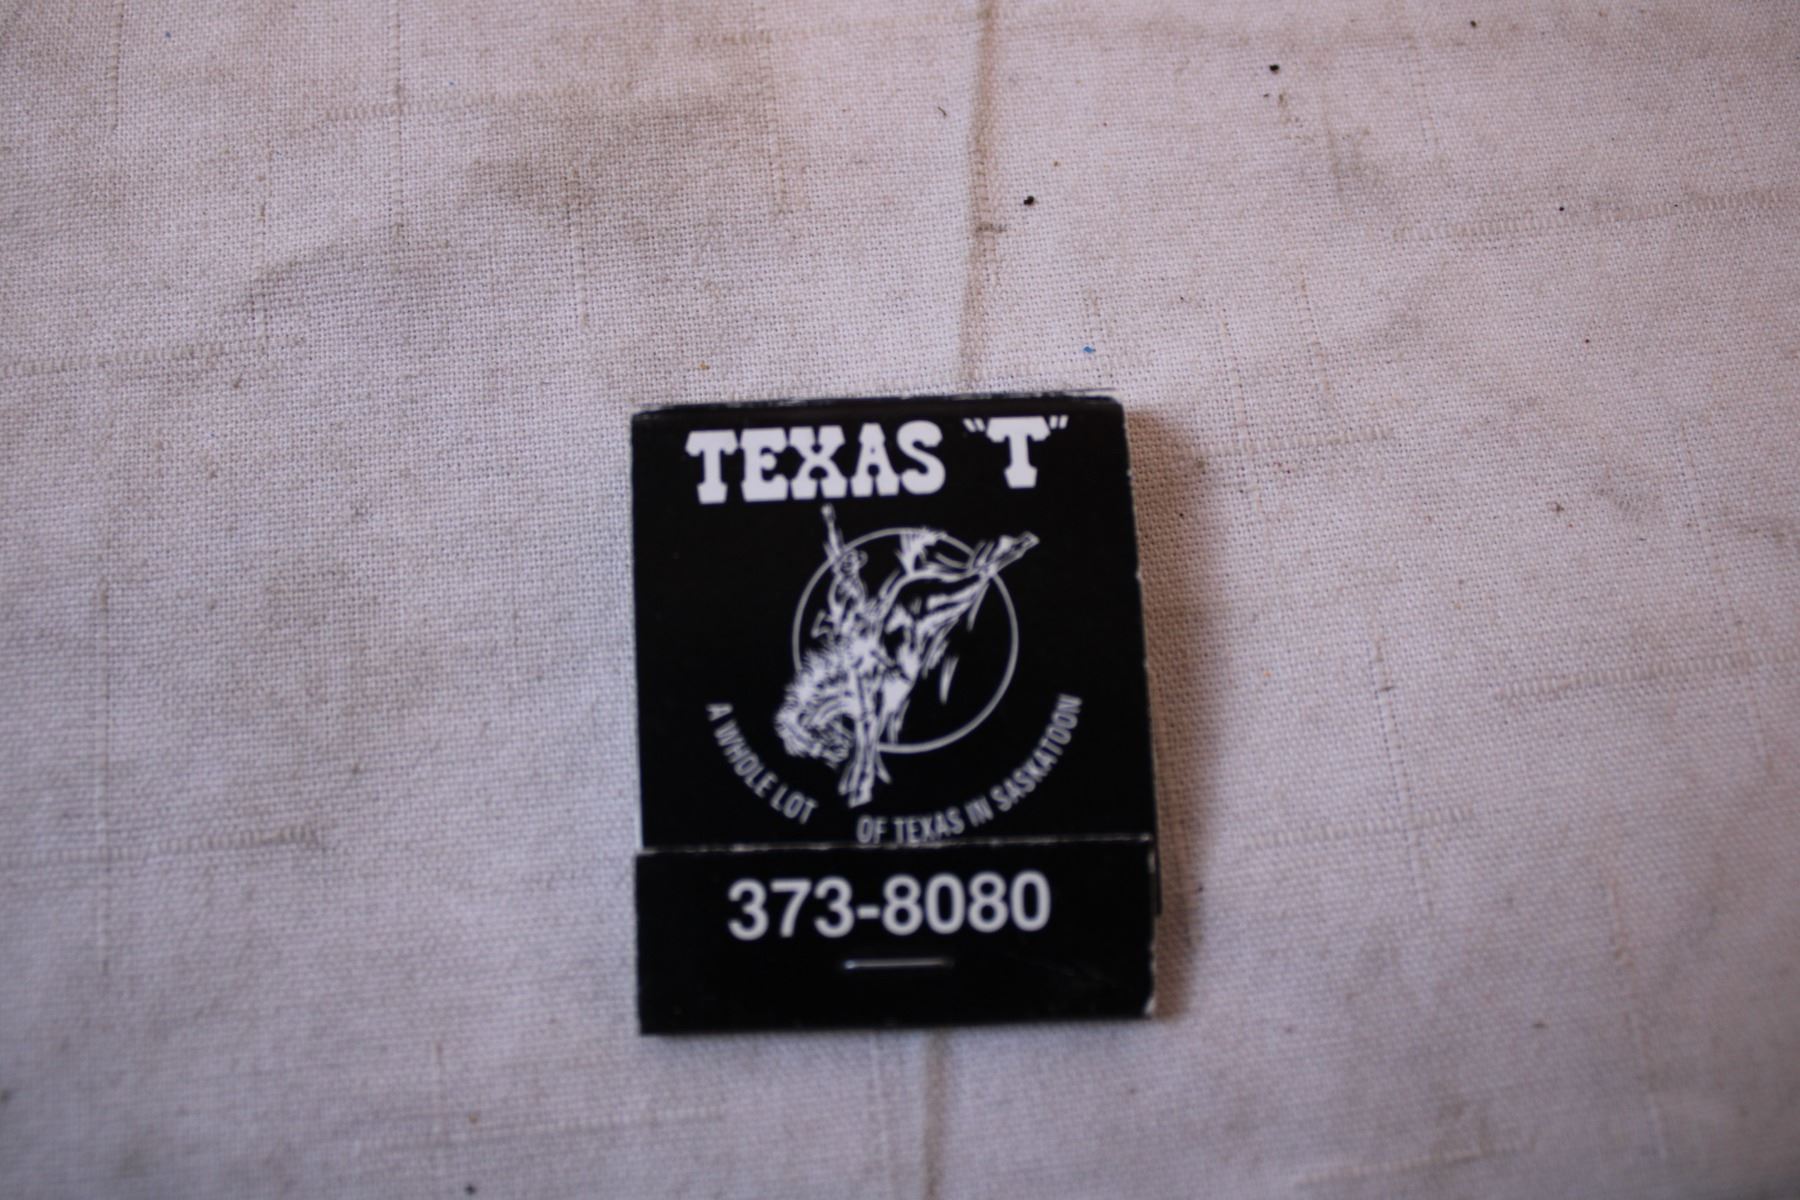 TEXAS "T"
A WHOLE LOT OF TEXAS IN SASKATOON
373-8080